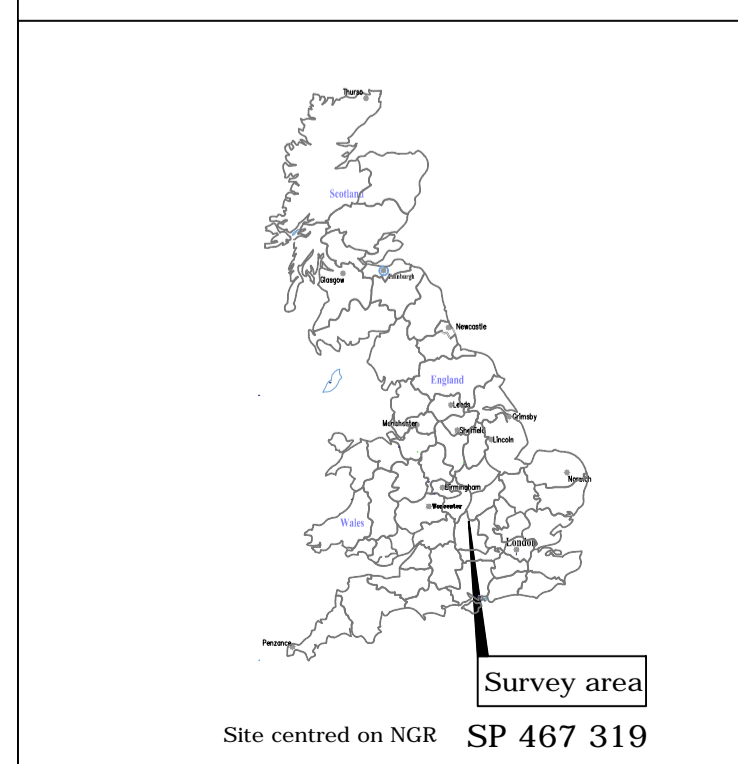 Thurso
Scotland
Glasgow
Edinburgh
Newcastle
England
Leeds
Grimsby
Manchester
Sheffield
Lincoln
Norwich
Birmingham
Worcester
Wales
London
Penzance
Survey area
Site centred on NGR SP 467 319